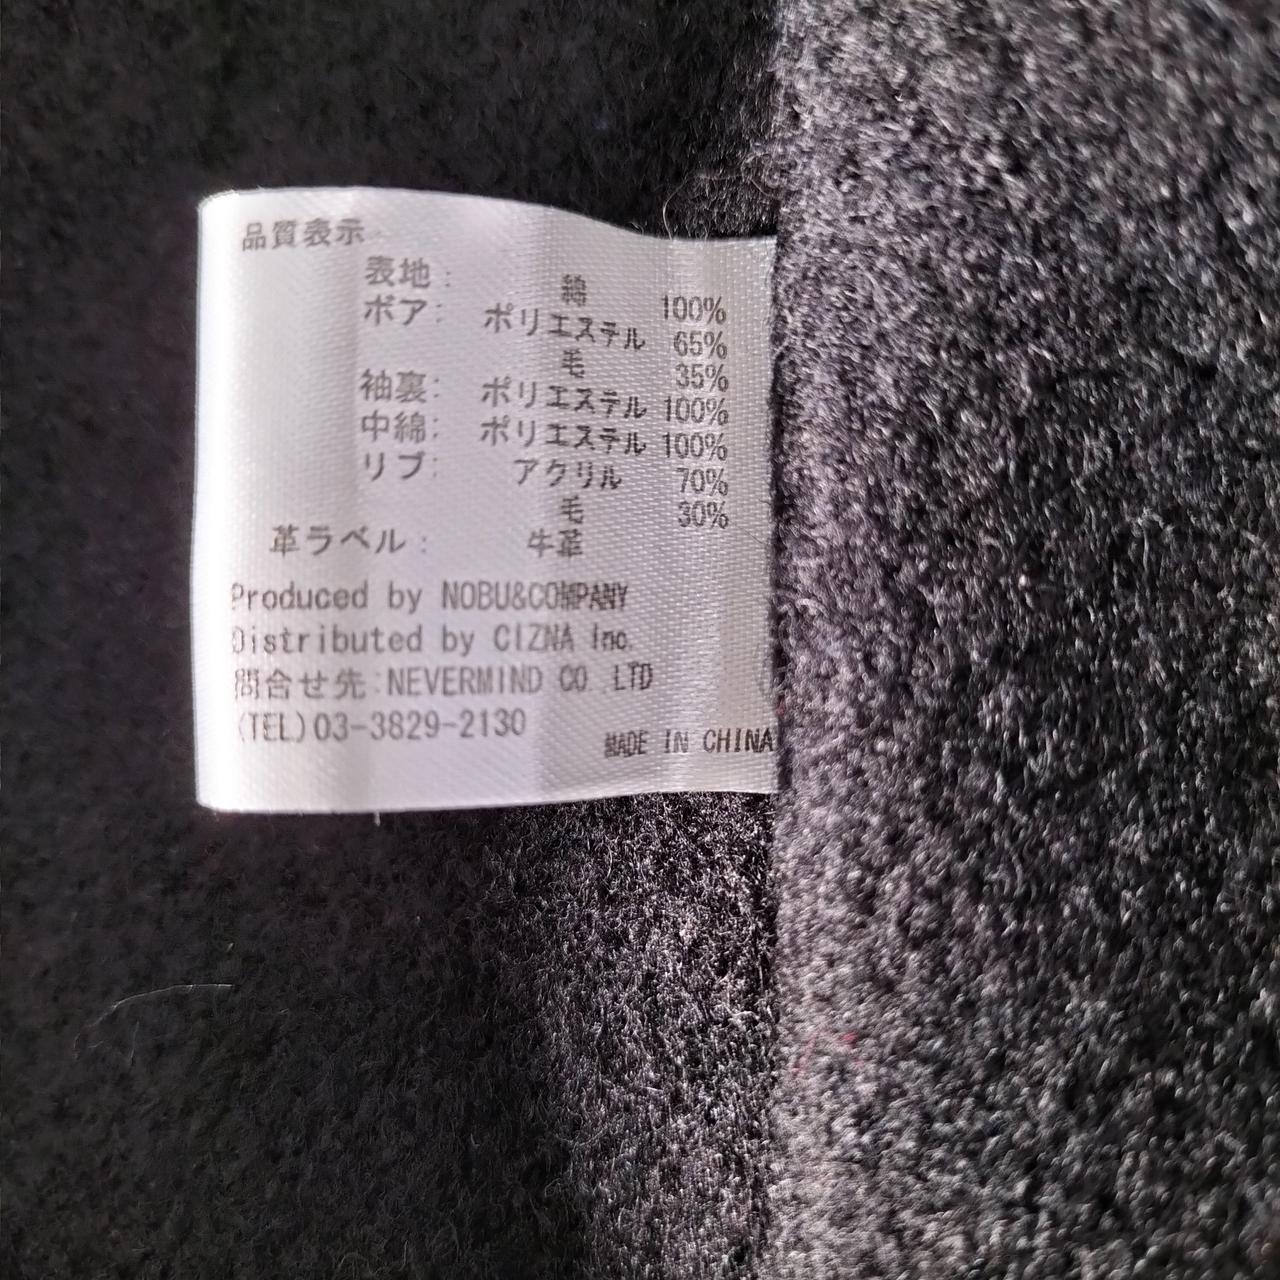 品質表示
表地: 綿 100%
ボア: ポリエステル 65%
毛 35%
袖裏: ポリエステル 100%
中綿: ポリエステル 100%
リブ: アクリル 70%
毛 30%
革ラベル: 牛革
Produced by NOBU&COMPANY
Distributed by CIZNA Inc.
問合せ先:NEVERMIND CO.,LTD
(TEL)03-3829-2130
MADE IN CHINA